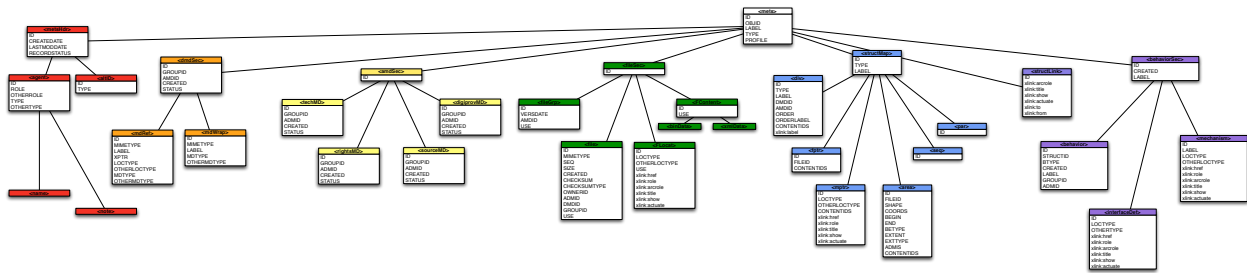 <mets>
ID
OBJID
LABEL
TYPE
PROFILE
<metsHdr>
ID
CREATEDATE
LASTMODDATE
RECORDSTATUS
<agent>
ID
ROLE
OTHERROLE
TYPE
OTHERTYPE
<altID>
ID
TYPE
<name>
<note>
<dmdSec>
ID
GROUPID
ADMID
CREATED
STATUS
<mdRef>
ID
MIMETYPE
LABEL
XPTR
LOCTYPE
OTHERLOCTYPE
MDTYPE
OTHERMDTYPE
<mdWrap>
ID
MIMETYPE
LABEL
MDTYPE
OTHERMDTYPE
<amdSec>
ID
<techMD>
ID
GROUPID
ADMID
CREATED
STATUS
<rightsMD>
ID
GROUPID
ADMID
CREATED
STATUS
<sourceMD>
ID
GROUPID
ADMID
CREATED
STATUS
<digiprovMD>
ID
GROUPID
ADMID
CREATED
STATUS
<fileSec>
ID
<fileGrp>
ID
VERSDATE
AMDID
USE
<file>
ID
MIMETYPE
SEQ
SIZE
CREATED
CHECKSUM
CHECKSUMTYPE
OWNERID
ADMID
DMDID
GROUPID
USE
<FLocat>
ID
LOCTYPE
OTHERLOCTYPE
USE
xlink:href
xlink:role
xlink:arcrole
xlink:title
xlink:show
xlink:actuate
<FContent>
ID
USE
<binData>
<xmlData>
<structMap>
ID
TYPE
LABEL
<div>
ID
TYPE
LABEL
DMDID
AMDID
ORDER
ORDERLABEL
CONTENTIDS
xlink:label
<fptr>
ID
FILEID
CONTENTIDS
<mptr>
ID
LOCTYPE
OTHERLOCTYPE
CONTENTIDS
xlink:href
xlink:role
xlink:title
xlink:show
xlink:actuate
<area>
ID
FILEID
SHAPE
COORDS
BEGIN
END
BETYPE
EXTENT
EXTTYPE
ADMIS
CONTENTIDS
<seq>
ID
<par>
ID
<structLink>
ID
xlink:arcrole
xlink:title
xlink:show
xlink:actuate
xlink:to
xlink:from
<behaviorSec>
ID
CREATED
LABEL
<behavior>
ID
STRUCTID
BTYPE
CREATED
LABEL
GROUPID
ADMID
<interfaceDef>
ID
LOCTYPE
OTHERTYPE
xlink:href
xlink:role
xlink:arcrole
xlink:title
xlink:show
xlink:actuate
<mechanism>
ID
LABEL
LOCTYPE
OTHERLOCTYPE
xlink:href
xlink:role
xlink:arcrole
xlink:title
xlink:show
xlink:actuate